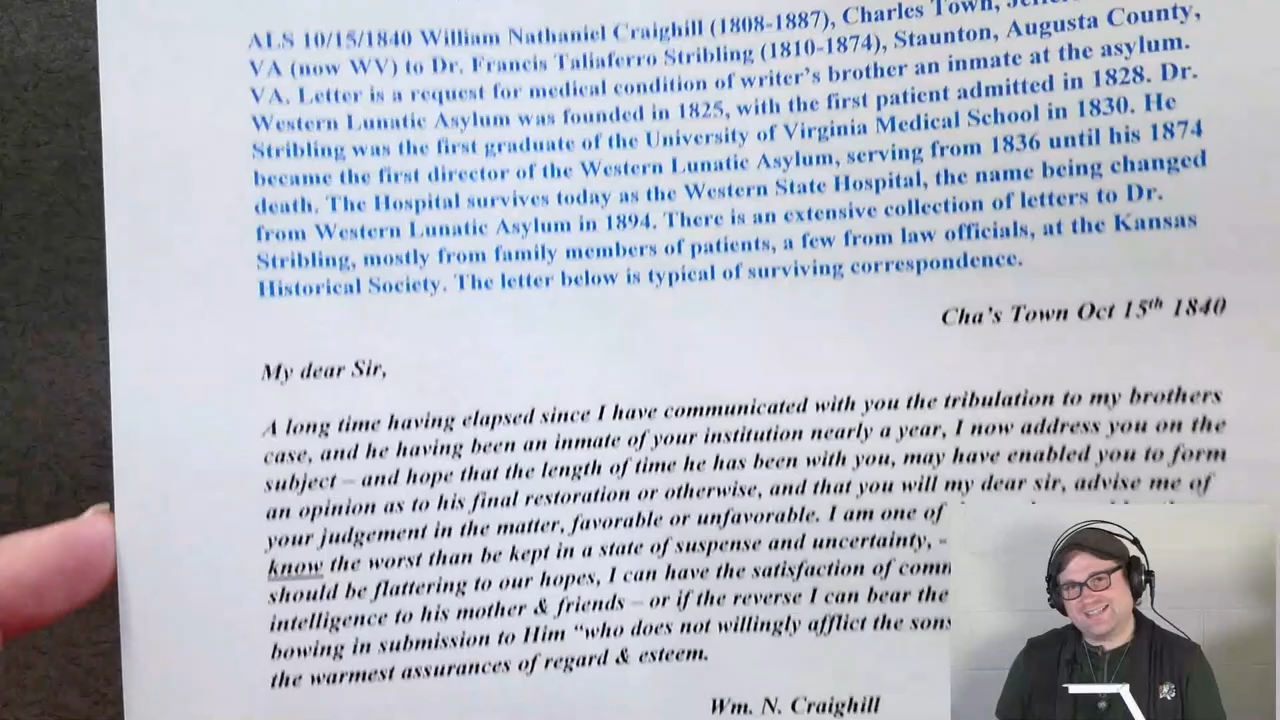 ALS 10/15/1840 William Nathaniel Craighill (1808-1887), Charles Town,
VA (now WV) to Dr. Francis Taliaferro Stribling (1810-1874), Staunton, Augusta County,
VA. Letter is a request for medical condition of writer's brother an inmate at the asylum.
Western Lunatic Asylum was founded in 1825, with the first patient admitted in 1828. Dr.
Stribling was the first graduate of the University of Virginia Medical School in 1830. He
became the first director of the Western Lunatic Asylum, serving from 1836 until his 1874
death. The Hospital survives today as the Western State Hospital, the name being changed
from Western Lunatic Asylum in 1894. There is an extensive collection of letters to Dr.
Stribling, mostly from family members of patients, a few from law officials, at the Kansas
Historical Society. The letter below is typical of surviving correspondence.
Cha's Town Oct 15th 1840
My dear Sir,
A long time having elapsed since I have communicated with you the tribulation to my brothers
case, and he having been an inmate of your institution nearly a year, I now address you on the
subject – and hope that the length of time he has been with you, may have enabled you to form
an opinion as to his final restoration or otherwise, and that you will my dear sir, advise me of
your judgement in the matter, favorable or unfavorable. I am one of
know the worst than be kept in a state of suspense and uncertainty, -
should be flattering to our hopes, I can have the satisfaction of
intelligence to his mother & friends – or if the reverse I can bear the
bowing in submission to Him "who does not willingly afflict the sons
the warmest assurances of regard & esteem.
Wm. N. Craighill